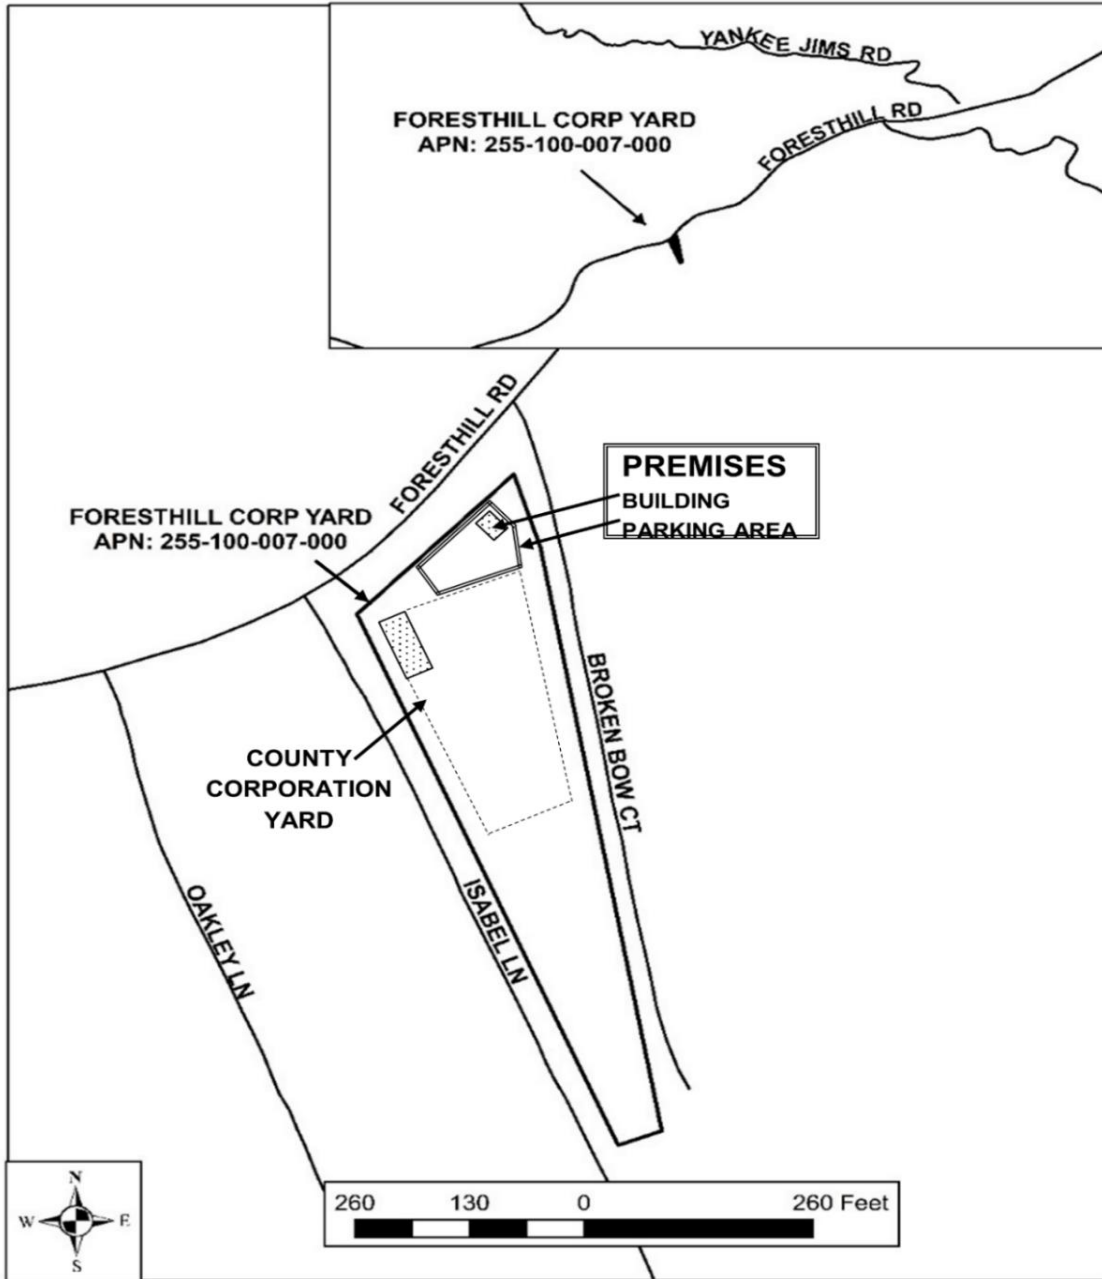 YANKEE JIMS RD
FORESTHILL CORP YARD
APN: 255-100-007-000
FORESTHILL RD
FORESTHILL RD
PREMISES
BUILDING
PARKING AREA
FORESTHILL CORP YARD
APN: 255-100-007-000
BROKEN BOW CT
COUNTY
CORPORATION
YARD
OAKLEY LN
ISABEL LN
N
W E
S
260 130 0 260 Feet